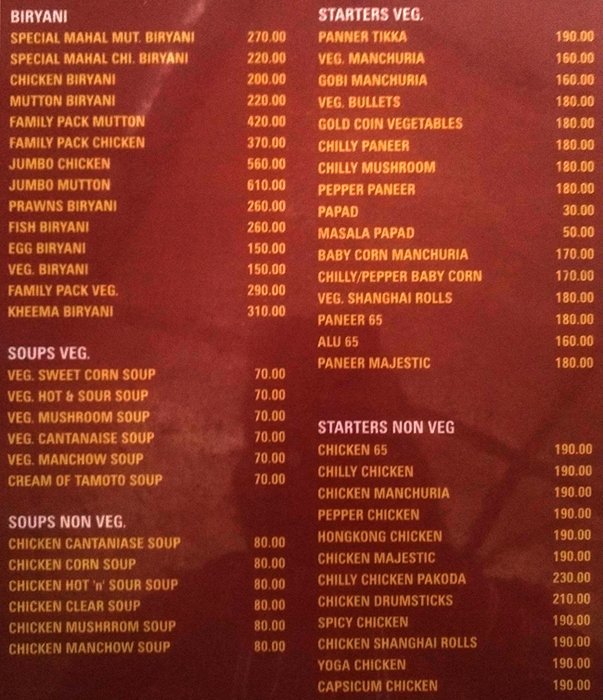 BIRYANI
SPECIAL MAHAL MUT. BIRYANI 270.00
SPECIAL MAHAL CHI. BIRYANI 220.00
CHICKEN BIRYANI 200.00
MUTTON BIRYANI 220.00
FAMILY PACK MUTTON 420.00
FAMILY PACK CHICKEN 370.00
JUMBO CHICKEN 560.00
JUMBO MUTTON 610.00
PRAWNS BIRYANI 260.00
FISH BIRYANI 260.00
EGG BIRYANI 150.00
VEG. BIRYANI 150.00
FAMILY PACK VEG. 290.00
KHEEMA BIRYANI 310.00
SOUPS VEG.
VEG. SWEET CORN SOUP 70.00
VEG. HOT & SOUR SOUP 70.00
VEG. MUSHROOM SOUP 70.00
VEG. CANTANAISE SOUP 70.00
VEG. MANCHOW SOUP 70.00
CREAM OF TAMOTO SOUP 70.00
SOUPS NON VEG.
CHICKEN CANTANIASE SOUP 80.00
CHICKEN CORN SOUP 80.00
CHICKEN HOT 'n' SOUR SOUP 80.00
CHICKEN CLEAR SOUP 80.00
CHICKEN MUSHRROM SOUP 80.00
CHICKEN MANCHOW SOUP 80.00
STARTERS VEG.
PANNER TIKKA 190.00
VEG. MANCHURIA 160.00
GOBI MANCHURIA 160.00
VEG. BULLETS 180.00
GOLD COIN VEGETABLES 180.00
CHILLY PANEER 180.00
CHILLY MUSHROOM 180.00
PEPPER PANEER 180.00
PAPAD 30.00
MASALA PAPAD 50.00
BABY CORN MANCHURIA 170.00
CHILLY/PEPPER BABY CORN 170.00
VEG. SHANGHAI ROLLS 180.00
PANEER 65 180.00
ALU 65 160.00
PANEER MAJESTIC 180.00
STARTERS NON VEG
CHICKEN 65 190.00
CHILLY CHICKEN 190.00
CHICKEN MANCHURIA 190.00
PEPPER CHICKEN 190.00
HONGKONG CHICKEN 190.00
CHICKEN MAJESTIC 190.00
CHILLY CHICKEN PAKODA 230.00
CHICKEN DRUMSTICKS 210.00
SPICY CHICKEN 190.00
CHICKEN SHANGHAI ROLLS 190.00
YOGA CHICKEN 190.00
CAPSICUM CHICKEN 190.00